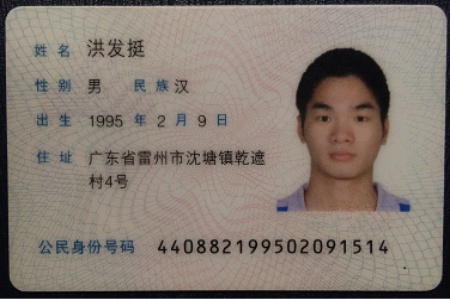 姓名 洪发挺
性别 男 民族 汉
出生 1995 年 2 月 9 日
住址 广东省雷州市沈塘镇乾遮
村4号
公民身份号码 440882199502091514